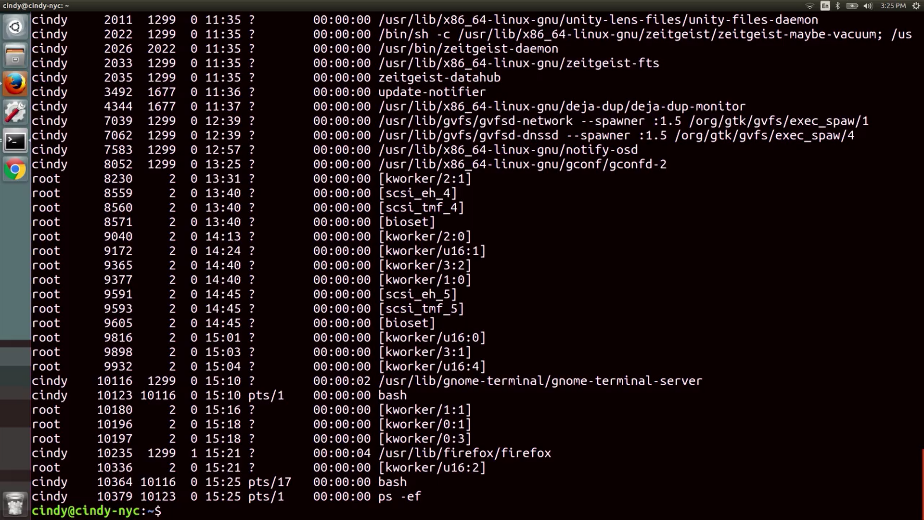 cindy@cindy-nyc: ~
En
3:25 PM
cindy 2011 1299 0 11:35 ? 00:00:00 /usr/lib/x86_64-linux-gnu/unity-lens-files/unity-files-daemon
cindy 2022 1299 0 11:35 ? 00:00:00 /bin/sh -c /usr/lib/x86_64-linux-gnu/zeitgeist/zeitgeist-maybe-vacuum; /us
cindy 2026 1299 0 11:35 ? 00:00:00 /usr/bin/zeitgeist-daemon
cindy 2033 1299 0 11:35 ? 00:00:00 /usr/lib/x86_64-linux-gnu/zeitgeist-fts
cindy 2035 1299 0 11:35 ? 00:00:00 zeitgeist-datahub
cindy 3492 1677 0 11:36 ? 00:00:00 update-notifier
cindy 4344 1677 0 11:37 ? 00:00:00 /usr/lib/x86_64-linux-gnu/deja-dup/deja-dup-monitor
cindy 7039 1299 0 12:39 ? 00:00:00 /usr/lib/gvfs/gvfsd-network --spawner :1.5 /org/gtk/gvfs/exec_spaw/1
cindy 7062 1299 0 12:39 ? 00:00:00 /usr/lib/gvfs/gvfsd-dnssd --spawner :1.5 /org/gtk/gvfs/exec_spaw/4
cindy 7583 1299 0 12:57 ? 00:00:00 /usr/lib/x86_64-linux-gnu/notify-osd
cindy 8052 1299 0 13:25 ? 00:00:00 /usr/lib/x86_64-linux-gnu/gconf/gconfd-2
root 8230 2 0 13:31 ? 00:00:00 [kworker/2:1]
root 8559 2 0 13:40 ? 00:00:00 [scsi_eh_4]
root 8560 2 0 13:40 ? 00:00:00 [scsi_tmf_4]
root 8571 2 0 13:40 ? 00:00:00 [bioset]
root 9040 2 0 14:13 ? 00:00:00 [kworker/2:0]
root 9172 2 0 14:24 ? 00:00:00 [kworker/u16:1]
root 9365 2 0 14:40 ? 00:00:00 [kworker/3:2]
root 9377 2 0 14:40 ? 00:00:00 [kworker/1:0]
root 9591 2 0 14:45 ? 00:00:00 [scsi_eh_5]
root 9593 2 0 14:45 ? 00:00:00 [scsi_tmf_5]
root 9605 2 0 14:45 ? 00:00:00 [bioset]
root 9816 2 0 15:01 ? 00:00:00 [kworker/u16:0]
root 9898 2 0 15:03 ? 00:00:00 [kworker/3:1]
root 9932 2 0 15:04 ? 00:00:00 [kworker/u16:4]
cindy 10116 1299 0 15:10 ? 00:00:02 /usr/lib/gnome-terminal/gnome-terminal-server
cindy 10123 10116 0 15:10 pts/1 00:00:00 bash
root 10180 2 0 15:16 ? 00:00:00 [kworker/1:1]
root 10196 2 0 15:18 ? 00:00:00 [kworker/0:1]
root 10197 2 0 15:18 ? 00:00:00 [kworker/0:3]
cindy 10235 1299 1 15:21 ? 00:00:04 /usr/lib/firefox/firefox
root 10336 2 0 15:21 ? 00:00:00 [kworker/u16:2]
cindy 10364 10116 0 15:25 pts/17 00:00:00 bash
cindy 10379 10123 0 15:25 pts/1 00:00:00 ps -ef
cindy@cindy-nyc:~$